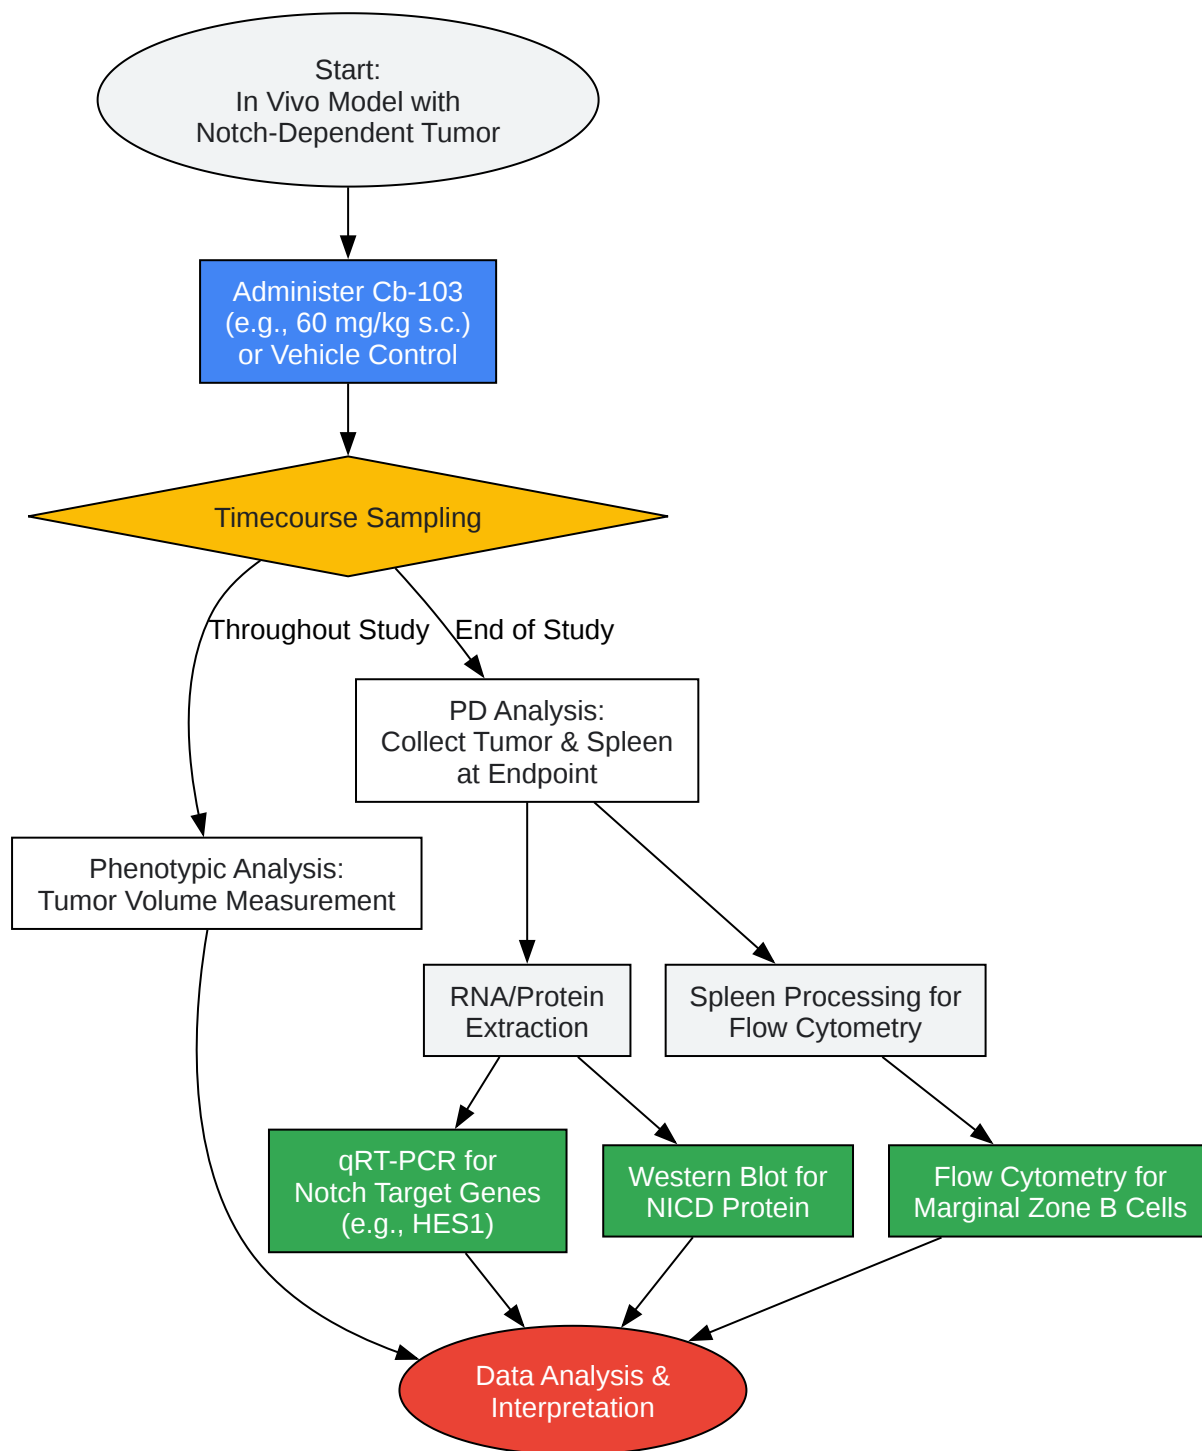 Start:
In Vivo Model with
Notch-Dependent Tumor
Administer Cb-103
(e.g., 60 mg/kg s.c.)
or Vehicle Control
Timecourse Sampling
Throughout Study
End of Study
PD Analysis:
Collect Tumor & Spleen
at Endpoint
Phenotypic Analysis:
Tumor Volume Measurement
RNA/Protein
Extraction
Spleen Processing for
Flow Cytometry
qRT-PCR for
Notch Target Genes
(e.g., HES1)
Western Blot for
NICD Protein
Flow Cytometry for
Marginal Zone B Cells
Data Analysis &
Interpretation